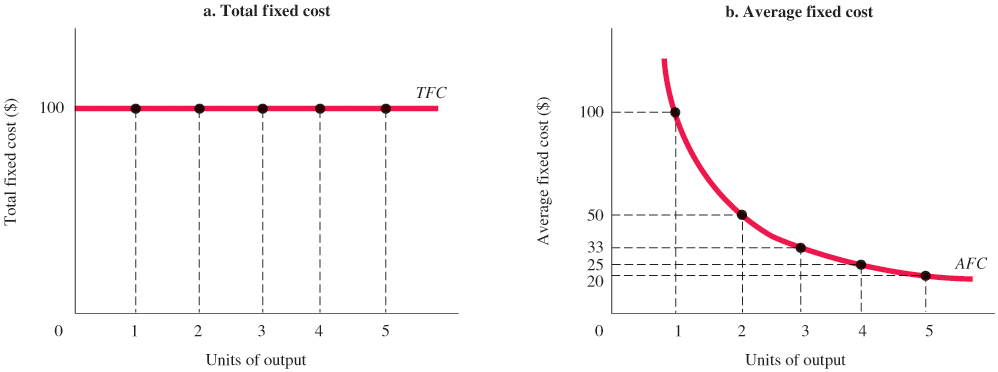 a. Total fixed cost
Total fixed cost ($)
100
TFC
0 1 2 3 4 5
Units of output
b. Average fixed cost
Average fixed cost ($)
100
50
33
25
20
AFC
0 1 2 3 4 5
Units of output